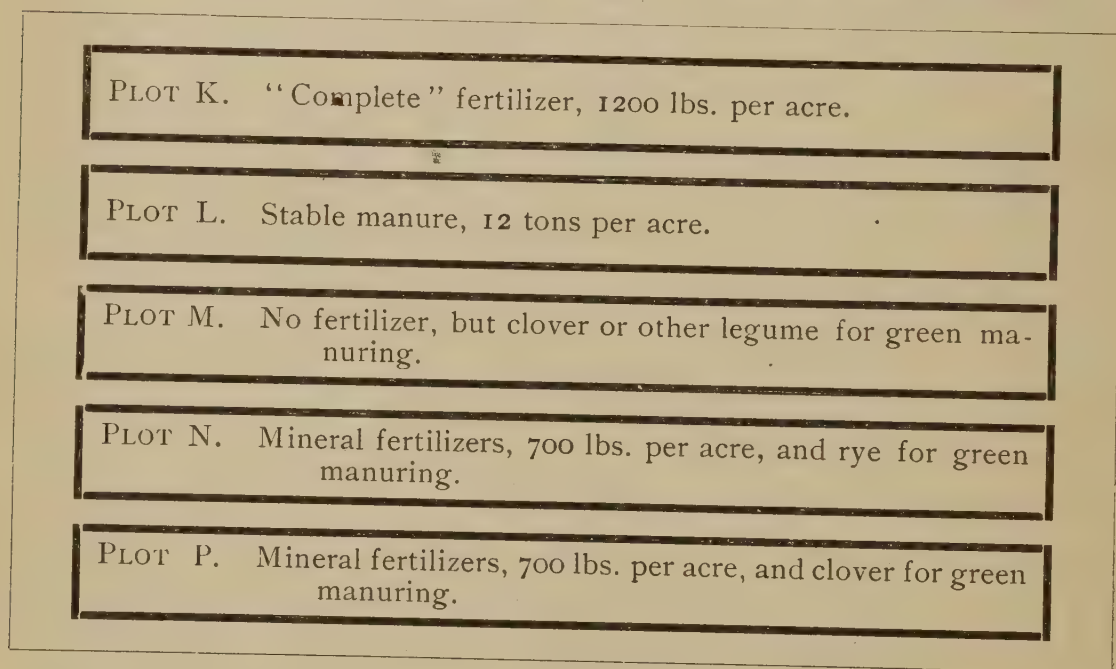 PLOT K. "Complete" fertilizer, 1200 lbs. per acre.
PLOT L. Stable manure, 12 tons per acre.
PLOT M. No fertilizer, but clover or other legume for green ma-
nuring.
PLOT N. Mineral fertilizers, 700 lbs. per acre, and rye for green
manuring.
PLOT P. Mineral fertilizers, 700 lbs. per acre, and clover for green
manuring.